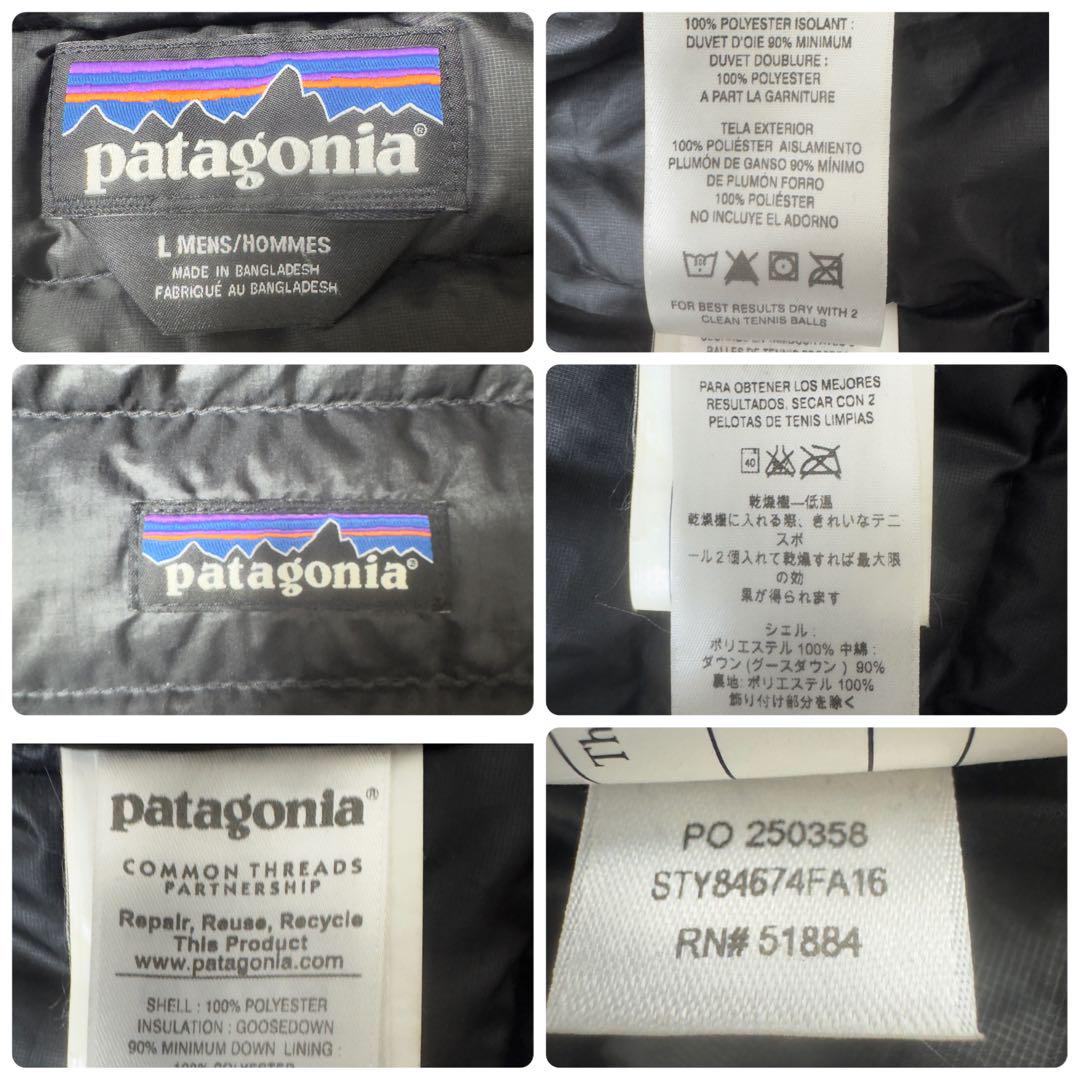 patagonia®
L MENS/HOMMES
MADE IN BANGLADESH
FABRIQUÉ AU BANGLADESH
100% POLYESTER ISOLANT :
DUVET D'OIE 90% MINIMUM
DUVET DOUBLURE :
100% POLYESTER
A PART LA GARNITURE
TELA EXTERIOR
100% POLIÉSTER AISLAMIENTO
PLUMÓN DE GANSO 90% MÍNIMO
DE PLUMÓN FORRO
100% POLIÉSTER
NO INCLUYE EL ADORNO
FOR BEST RESULTS DRY WITH 2
CLEAN TENNIS BALLS
patagonia®
PARA OBTENER LOS MEJORES
RESULTADOS, SECAR CON 2
PELOTAS DE TENIS LIMPIAS
40
乾燥機—低温
乾燥機に入れる際、きれいなテニ
スボ
ール2個入れて乾燥すれば最大限
の効
果が得られます
シェル :
ポリエステル 100% 中綿 :
ダウン (グースダウン ) 90%
裏地: ポリエステル 100%
飾り付け部分を除く
patagonia®
COMMON THREADS
PARTNERSHIP
Repair, Reuse, Recycle
This Product
www.patagonia.com
SHELL : 100% POLYESTER
INSULATION : GOOSEDOWN
90% MINIMUM DOWN LINING :
100% POLYESTER
Th
PO 250358
STY84674FA16
RN# 51884